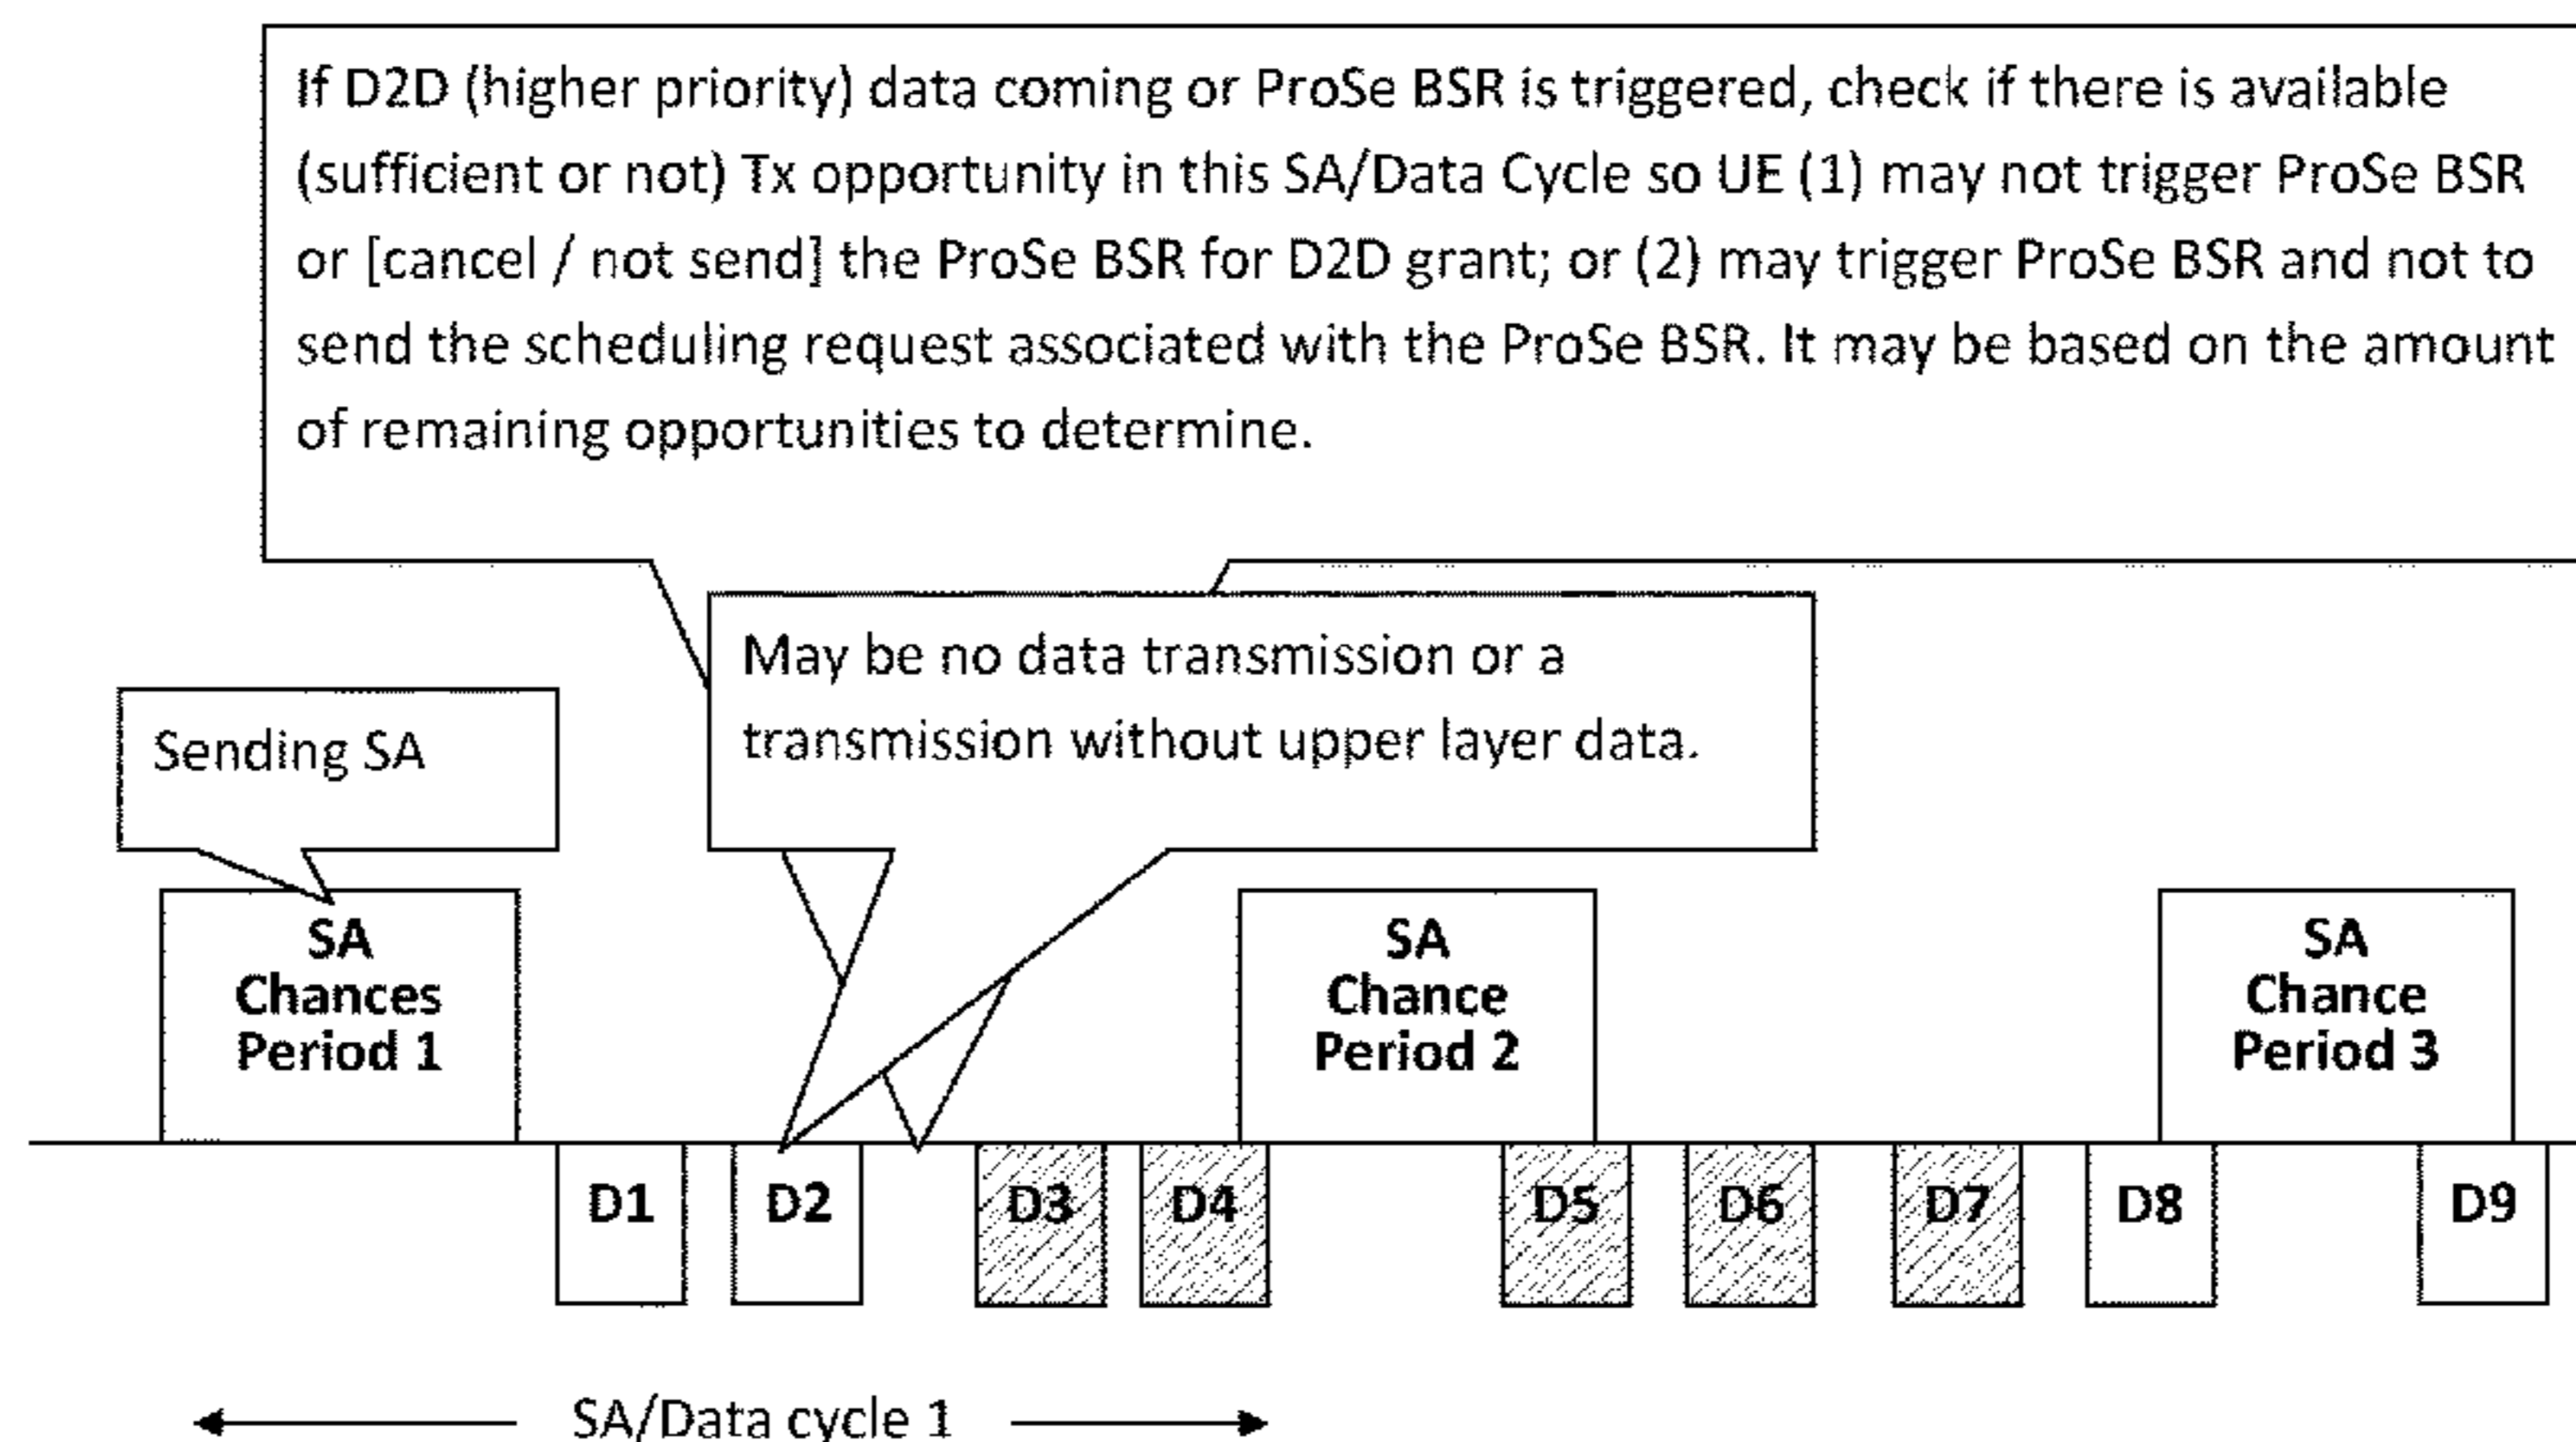 If D2D (higher priority) data coming or ProSe BSR is triggered, check if there is available
(sufficient or not) Tx opportunity in this SA/Data Cycle so UE (1) may not trigger ProSe BSR
or [cancel / not send] the ProSe BSR for D2D grant; or (2) may trigger ProSe BSR and not to
send the scheduling request associated with the ProSe BSR. It may be based on the amount
of remaining opportunities to determine.
May be no data transmission or a
transmission without upper layer data.
Sending SA
SA
Chances
Period 1
SA
Chance
Period 2
SA
Chance
Period 3
D1
D2
D3
D4
D5
D6
D7
D8
D9
SA/Data cycle 1